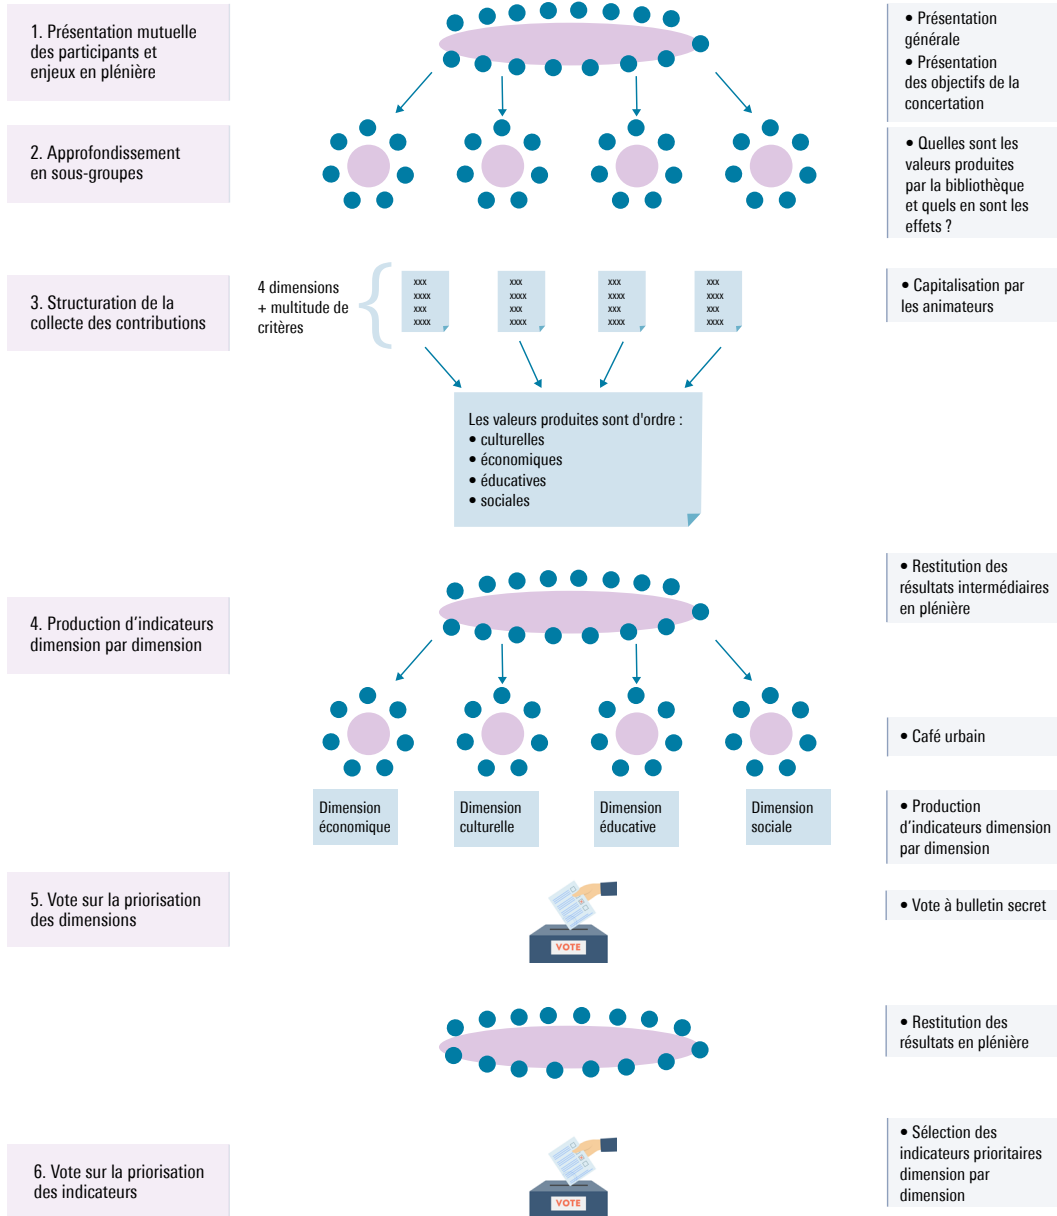 1. Présentation mutuelle
des participants et
enjeux en plénière
• Présentation
générale
• Présentation
des objectifs de la
concertation
2. Approfondissement
en sous-groupes
• Quelles sont les
valeurs produites
par la bibliothèque
et quels en sont les
effets ?
3. Structuration de la
collecte des contributions
4 dimensions
+ multitude de
critères
xxx
xxxx
xxx
xxxx
xxx
xxxx
xxx
xxxx
xxx
xxxx
xxx
xxxx
xxx
xxxx
xxx
xxxx
• Capitalisation par
les animateurs
Les valeurs produites sont d'ordre :
• culturelles
• économiques
• éducatives
• sociales
4. Production d’indicateurs
dimension par dimension
• Restitution des
résultats intermédiaires
en plénière
• Café urbain
Dimension
économique
Dimension
culturelle
Dimension
éducative
Dimension
sociale
• Production
d’indicateurs dimension
par dimension
5. Vote sur la priorisation
des dimensions
VOTE
• Vote à bulletin secret
• Restitution des
résultats en plénière
6. Vote sur la priorisation
des indicateurs
VOTE
• Sélection des
indicateurs prioritaires
dimension par
dimension